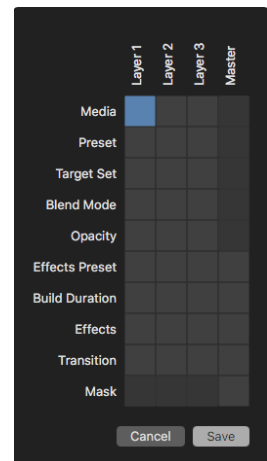 Layer 1
Layer 2
Layer 3
Master
Media
Preset
Target Set
Blend Mode
Opacity
Effects Preset
Build Duration
Effects
Transition
Mask
Cancel
Save